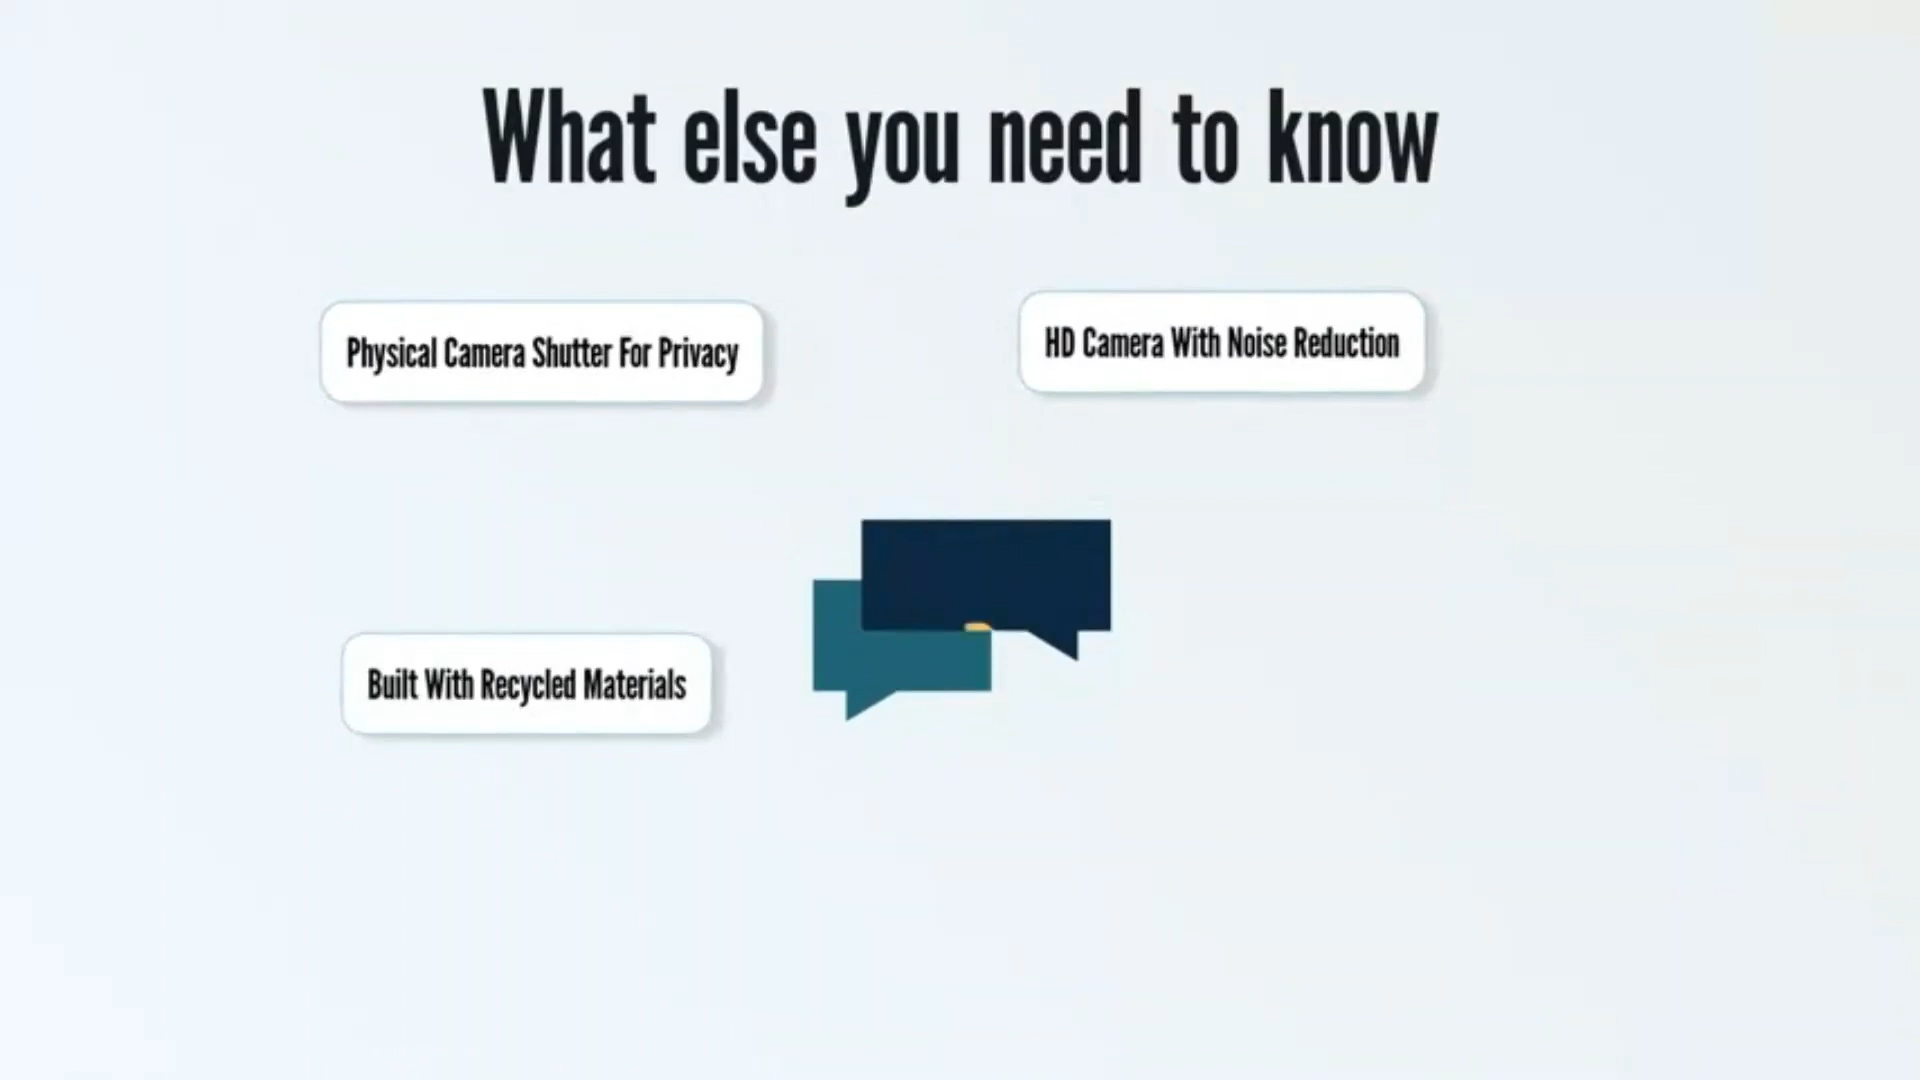 What else you need to know
Physical Camera Shutter For Privacy
HD Camera With Noise Reduction
Built With Recycled Materials